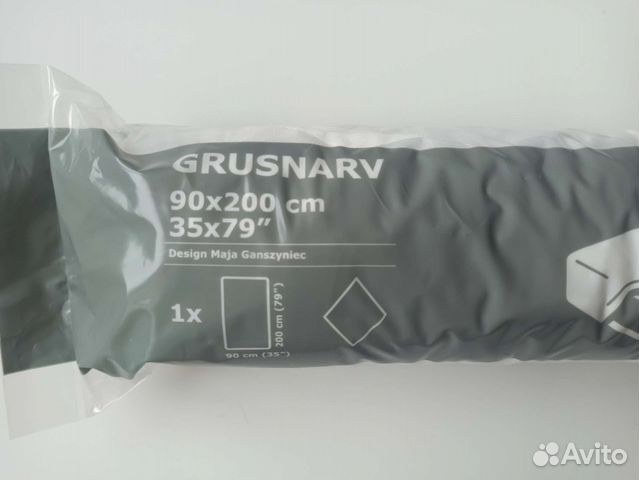 GRUSNARV
90x200 cm
35x79”
Design Maja Ganszyniec
1x
200 cm (79”)
90 cm (35”)
Avito